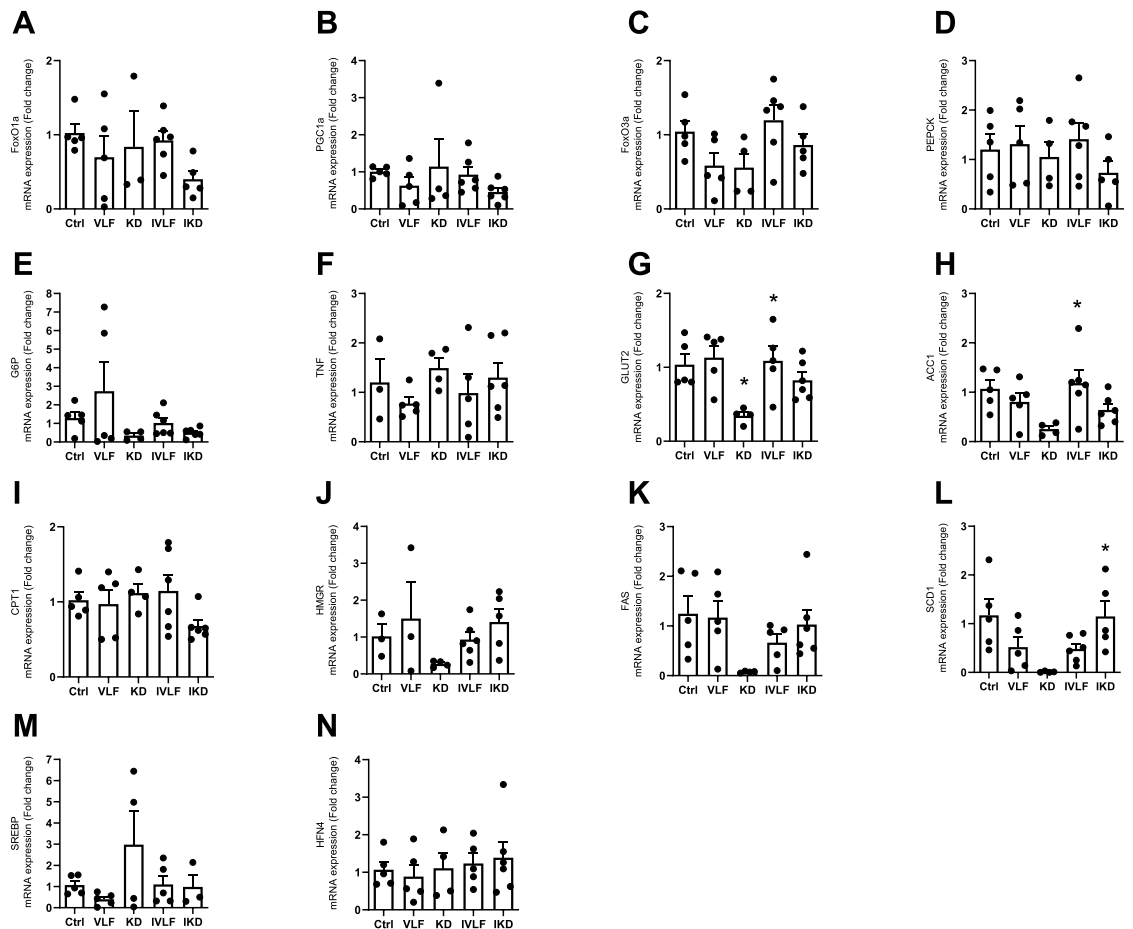 A
FoxO1a
mRNA expression (Fold change)
2
1
0
Ctrl VLF KD IVLF IKD
B
PGC1a
mRNA expression (Fold change)
4
3
2
1
0
Ctrl VLF KD IVLF IKD
C
FoxO3a
mRNA expression (Fold change)
2
1
0
Ctrl VLF KD IVLF IKD
D
PEPCK
mRNA expression (Fold change)
3
2
1
0
Ctrl VLF KD IVLF IKD
E
G6P
mRNA expression (Fold change)
8
7
6
5
4
3
2
1
0
Ctrl VLF KD IVLF IKD
F
TNF
mRNA expression (Fold change)
3
2
1
0
Ctrl VLF KD IVLF IKD
G
GLUT2
mRNA expression (Fold change)
2
1
0
* *
Ctrl VLF KD IVLF IKD
H
ACC1
mRNA expression (Fold change)
3
2
1
0
*
Ctrl VLF KD IVLF IKD
I
CPT1
mRNA expression (Fold change)
2
1
0
Ctrl VLF KD IVLF IKD
J
HMGR
mRNA expression (Fold change)
4
3
2
1
0
Ctrl VLF KD IVLF IKD
K
FAS
mRNA expression (Fold change)
3
2
1
0
Ctrl VLF KD IVLF IKD
L
SCD1
mRNA expression (Fold change)
3
2
1
0
*
Ctrl VLF KD IVLF IKD
M
SREBP
mRNA expression (Fold change)
7
6
5
4
3
2
1
0
Ctrl VLF KD IVLF IKD
N
HFN4
mRNA expression (Fold change)
4
3
2
1
0
Ctrl VLF KD IVLF IKD